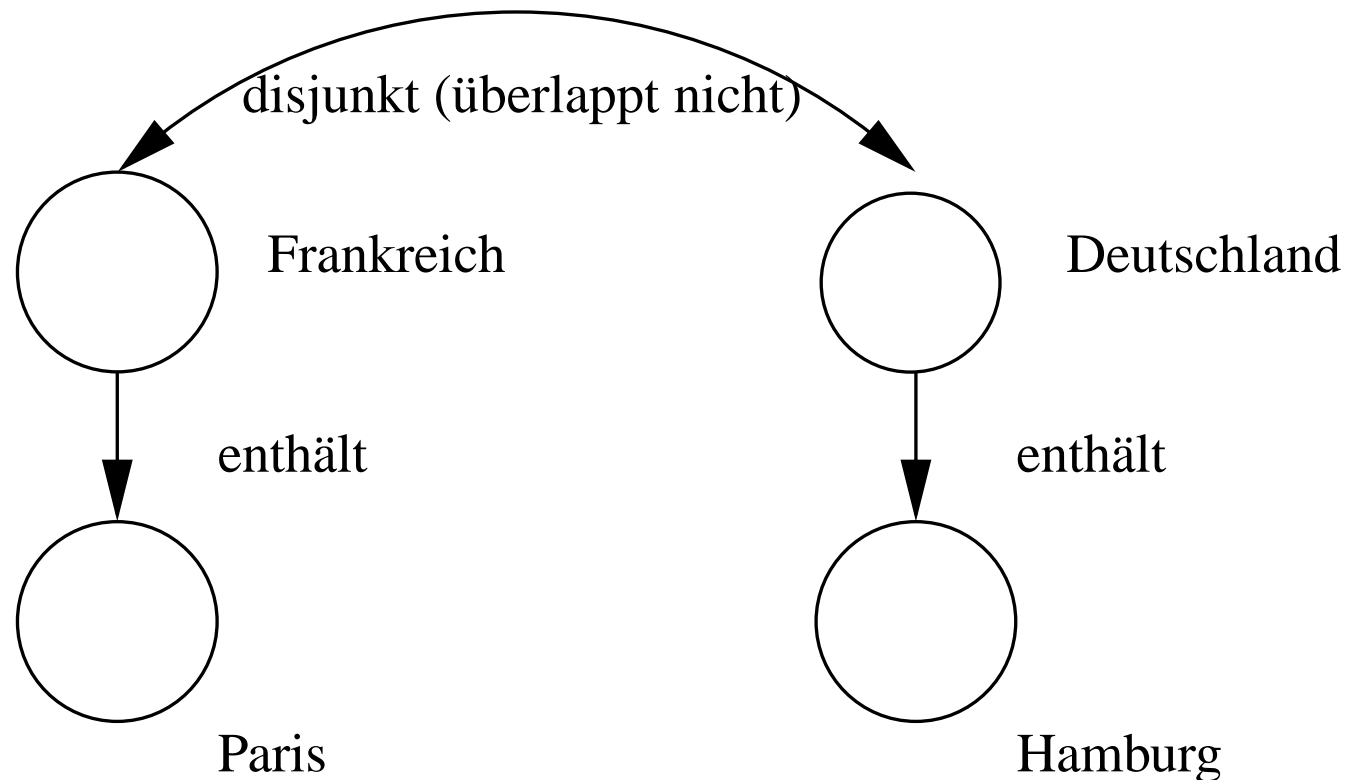 disjunkt (überlappt nicht)
Frankreich
Deutschland
enthält
enthält
Paris
Hamburg